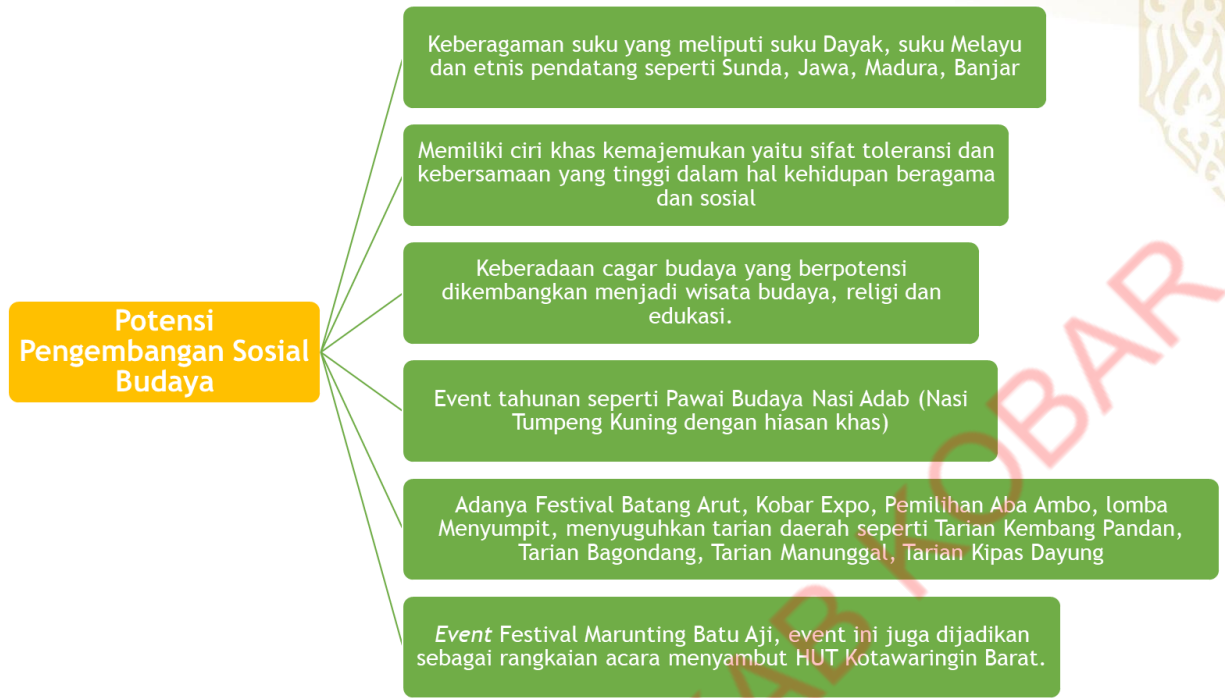 Keberagaman suku yang meliputi suku Dayak, suku Melayu
dan etnis pendatang seperti Sunda, Jawa, Madura, Banjar
Memiliki ciri khas kemajemukan yaitu sifat toleransi dan
kebersamaan yang tinggi dalam hal kehidupan beragama
dan sosial
Keberadaan cagar budaya yang berpotensi
dikembangkan menjadi wisata budaya, religi dan
edukasi.
Potensi
Pengembangan Sosial
Budaya
Event tahunan seperti Pawai Budaya Nasi Adab (Nasi
Tumpeng Kuning dengan hiasan khas)
Adanya Festival Batang Arut, Kobar Expo, Pemilihan Aba Ambo, lomba
Menyumpit, menyuguhkan tarian daerah seperti Tarian Kembang Pandan,
Tarian Bagondang, Tarian Manunggal, Tarian Kipas Dayung
Event Festival Marunting Batu Aji, event ini juga dijadikan
sebagai rangkaian acara menyambut HUT Kotawaringin Barat.
KAB KOBAR